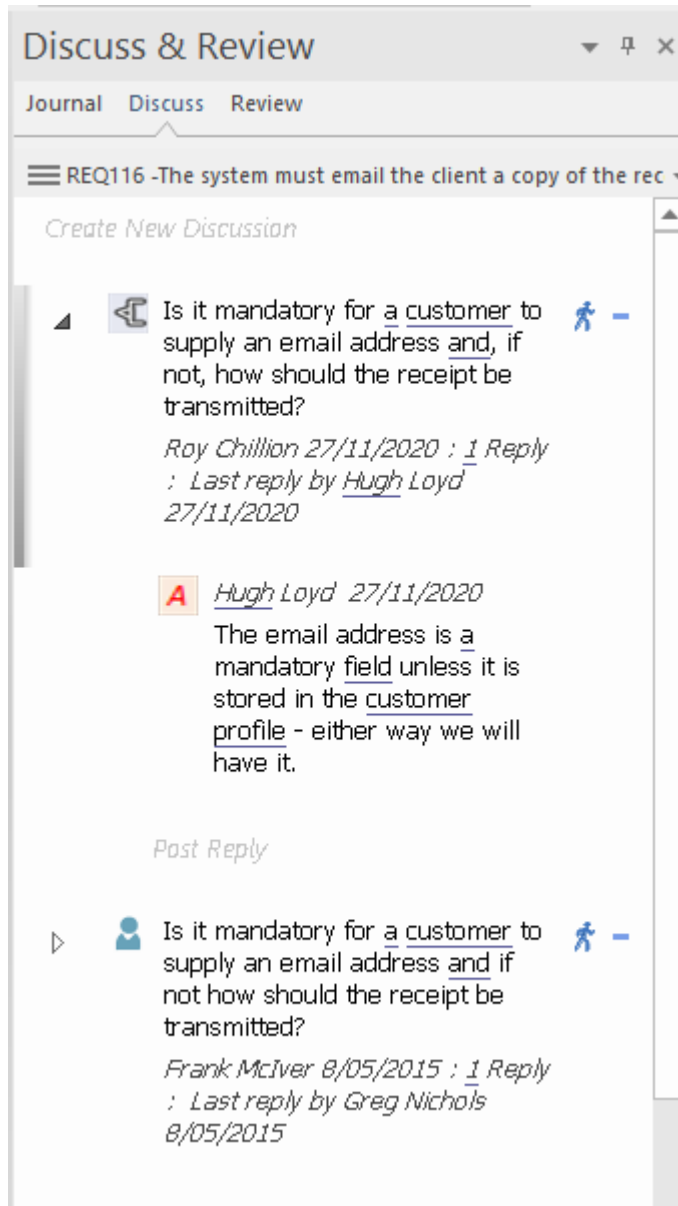 Discuss & Review
Journal Discuss Review
REQ116 -The system must email the client a copy of the rec
Create New Discussion
Is it mandatory for a customer to
supply an email address and, if
not, how should the receipt be
transmitted?
Roy Chillion 27/11/2020 : 1 Reply
: Last reply by Hugh Loyd
27/11/2020
A Hugh Loyd 27/11/2020
The email address is a
mandatory field unless it is
stored in the customer
profile - either way we will
have it.
Post Reply
Is it mandatory for a customer to
supply an email address and if
not how should the receipt be
transmitted?
Frank McIver 8/05/2015 : 1 Reply
: Last reply by Greg Nichols
8/05/2015